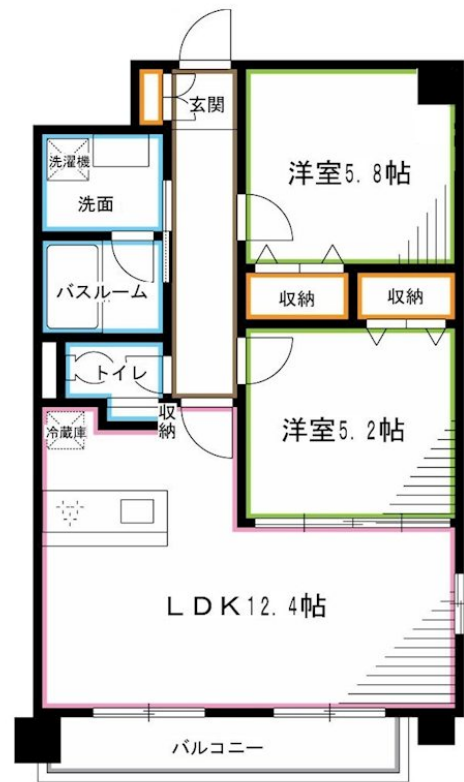 玄関
洋室5.8帖
洗濯機
洗面
バスルーム
収納
収納
トイレ
収納
冷蔵庫
洋室5.2帖
LDK12.4帖
バルコニー